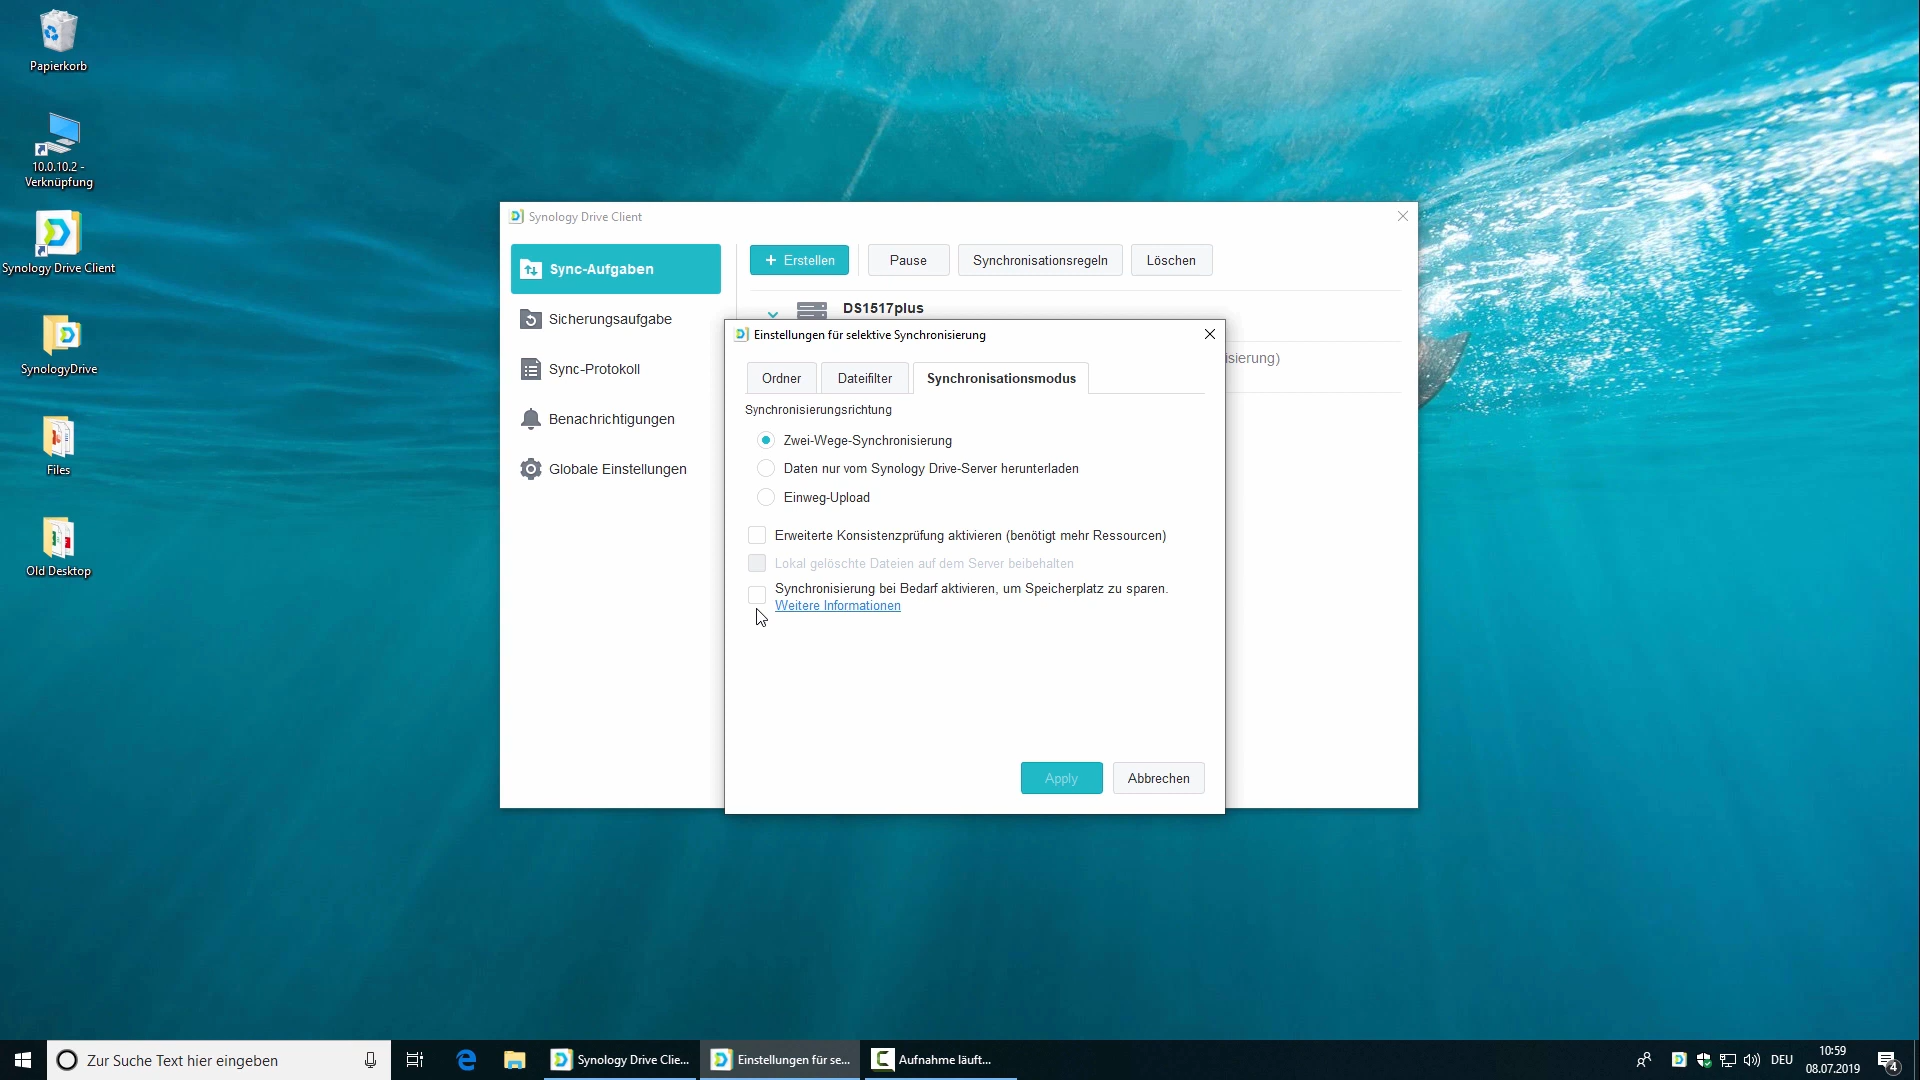 Papierkorb
10.0.10.2 -
Verknüpfung
Synology Drive Client
SynologyDrive
Files
Old Desktop
Synology Drive Client
Sync-Aufgaben
Sicherungsaufgabe
Sync-Protokoll
Benachrichtigungen
Globale Einstellungen
+ Erstellen
Pause
Synchronisationsregeln
Löschen
DS1517plus
isierung)
Einstellungen für selektive Synchronisierung
Ordner
Dateifilter
Synchronisationsmodus
Synchronisierungsrichtung
Zwei-Wege-Synchronisierung
Daten nur vom Synology Drive-Server herunterladen
Einweg-Upload
Erweiterte Konsistenzprüfung aktivieren (benötigt mehr Ressourcen)
Lokal gelöschte Dateien auf dem Server beibehalten
Synchronisierung bei Bedarf aktivieren, um Speicherplatz zu sparen.
Weitere Informationen
Apply
Abbrechen
Zur Suche Text hier eingeben
Synology Drive Clie...
Einstellungen für se...
Aufnahme läuft...
DEU
10:59
08.07.2019
4